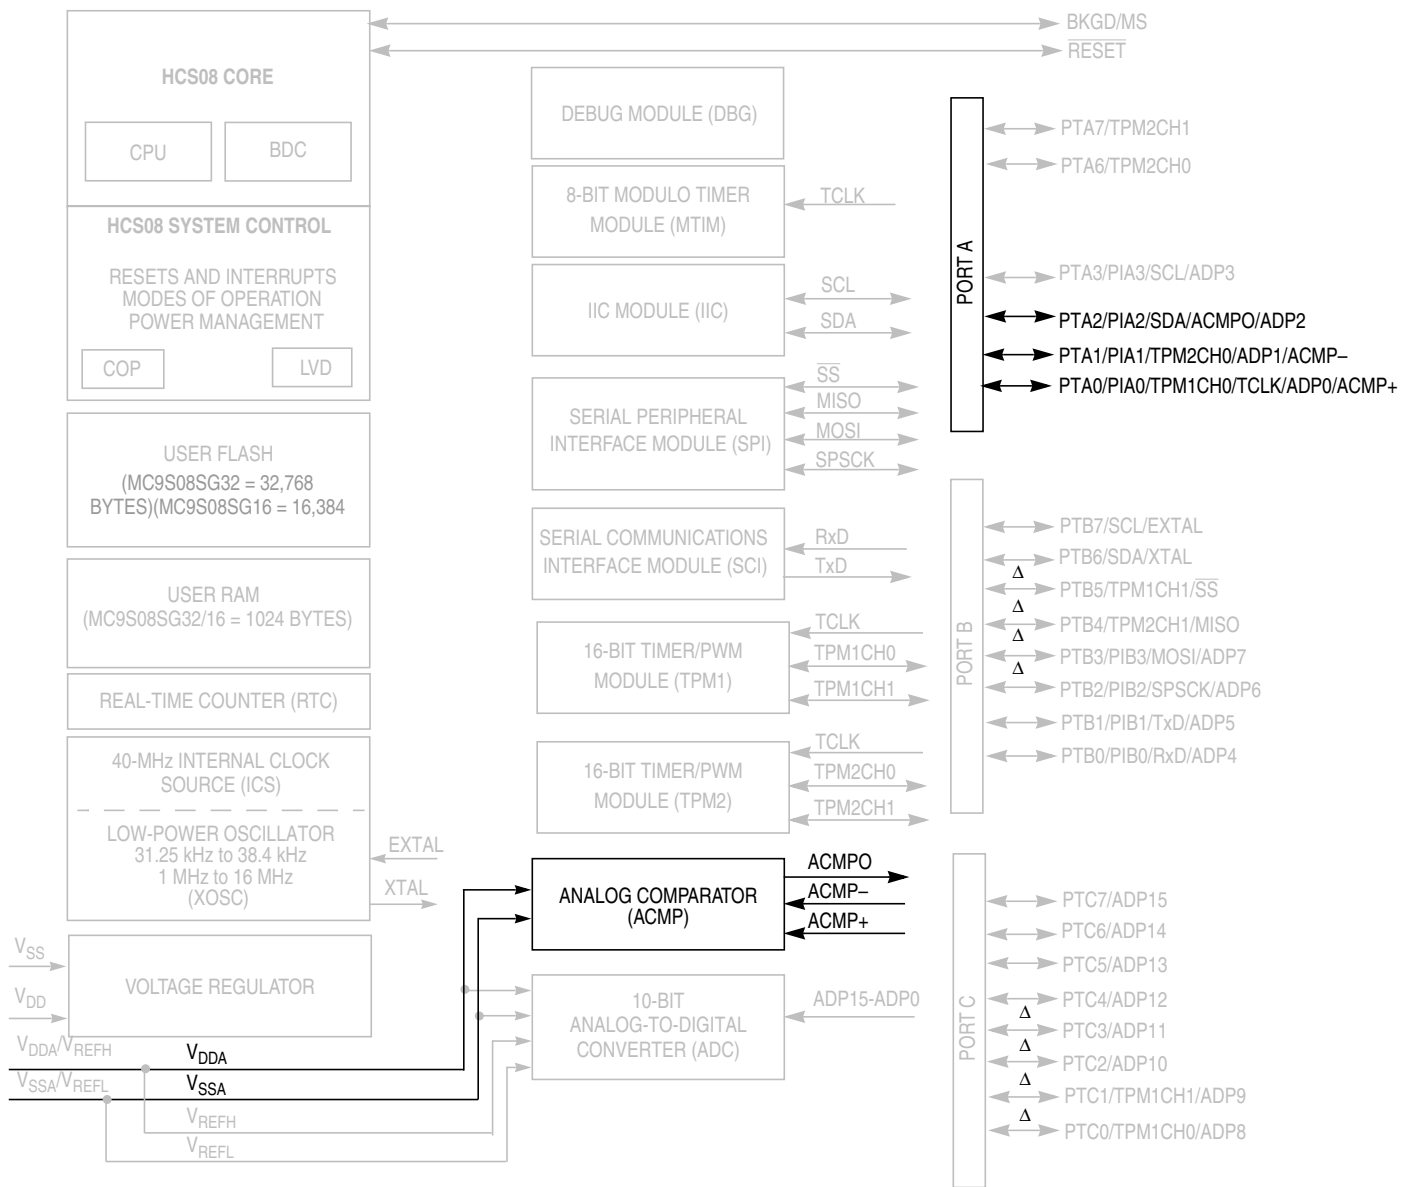 BKGD/MS
RESET
HCS08 CORE
CPU
BDC
HCS08 SYSTEM CONTROL
RESETS AND INTERRUPTS
MODES OF OPERATION
POWER MANAGEMENT
COP
LVD
USER FLASH
(MC9S08SG32 = 32,768
BYTES)(MC9S08SG16 = 16,384
USER RAM
(MC9S08SG32/16 = 1024 BYTES)
REAL-TIME COUNTER (RTC)
40-MHz INTERNAL CLOCK
SOURCE (ICS)
LOW-POWER OSCILLATOR
31.25 kHz to 38.4 kHz
1 MHz to 16 MHz
(XOSC)
EXTAL
XTAL
VSS
VDD
VOLTAGE REGULATOR
VDDA/VREFH
VDDA
VSSA/VREFL
VSSA
VREFH
VREFL
DEBUG MODULE (DBG)
8-BIT MODULO TIMER
MODULE (MTIM)
TCLK
IIC MODULE (IIC)
SCL
SDA
SERIAL PERIPHERAL
INTERFACE MODULE (SPI)
SS
MISO
MOSI
SPSCK
SERIAL COMMUNICATIONS
INTERFACE MODULE (SCI)
RxD
TxD
16-BIT TIMER/PWM
MODULE (TPM1)
TCLK
TPM1CH0
TPM1CH1
16-BIT TIMER/PWM
MODULE (TPM2)
TCLK
TPM2CH0
TPM2CH1
ANALOG COMPARATOR
(ACMP)
ACMPO
ACMP–
ACMP+
10-BIT
ANALOG-TO-DIGITAL
CONVERTER (ADC)
ADP15-ADP0
PORT A
PTA7/TPM2CH1
PTA6/TPM2CH0
PTA3/PIA3/SCL/ADP3
PTA2/PIA2/SDA/ACMPO/ADP2
PTA1/PIA1/TPM2CH0/ADP1/ACMP–
PTA0/PIA0/TPM1CH0/TCLK/ADP0/ACMP+
PORT B
PTB7/SCL/EXTAL
PTB6/SDA/XTAL
Δ
PTB5/TPM1CH1/SS
Δ
PTB4/TPM2CH1/MISO
Δ
PTB3/PIB3/MOSI/ADP7
Δ
PTB2/PIB2/SPSCK/ADP6
PTB1/PIB1/TxD/ADP5
PTB0/PIB0/RxD/ADP4
PORT C
PTC7/ADP15
PTC6/ADP14
PTC5/ADP13
PTC4/ADP12
Δ
PTC3/ADP11
Δ
PTC2/ADP10
Δ
PTC1/TPM1CH1/ADP9
Δ
PTC0/TPM1CH0/ADP8